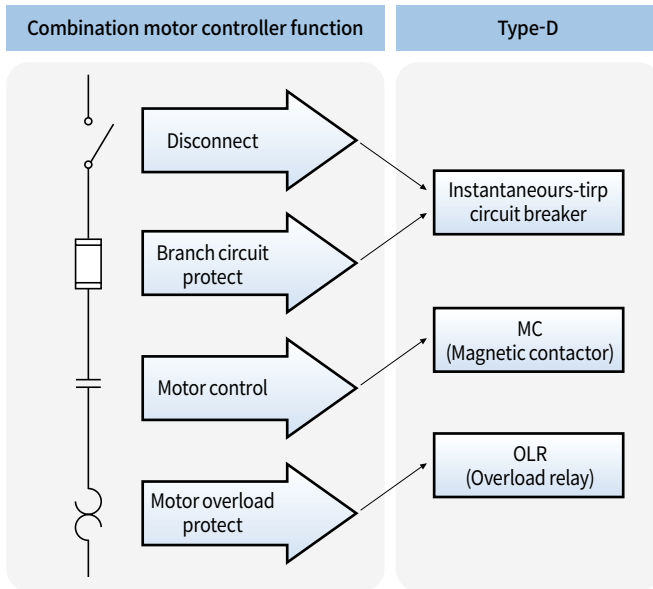 Combination motor controller function
Type-D
Disconnect
Instantaneours-tirp
circuit breaker
Branch circuit
protect
MC
(Magnetic contactor)
Motor control
OLR
(Overload relay)
Motor overload
protect